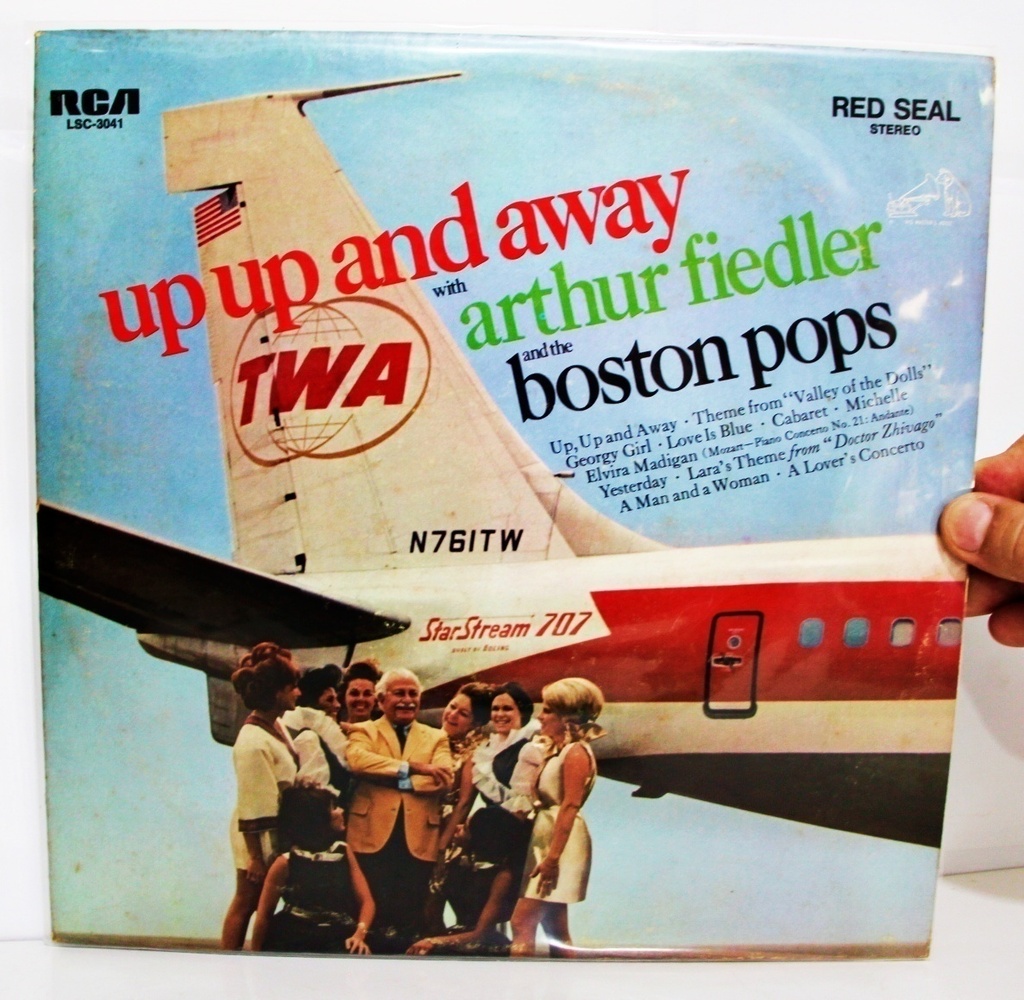 RCA
LSC-3041
RED SEAL
STEREO
up up and away
with
arthur fiedler
and the
boston pops
Up, Up and Away · Theme from "Valley of the Dolls"
Georgy Girl · Love Is Blue · Cabaret · Michelle
Elvira Madigan (Mozart—Piano Concerto No. 21: Andante)
Yesterday · Lara's Theme from "Doctor Zhivago"
A Man and a Woman · A Lover's Concerto
TWA
N761TW
StarStream 707
BUILT BY BOEING